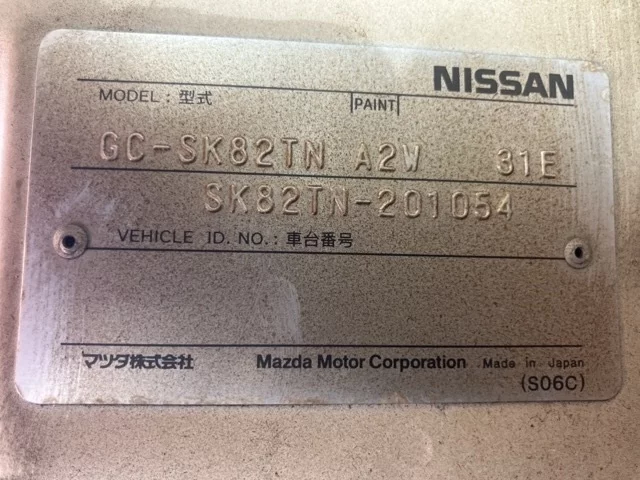 NISSAN
MODEL : 型式 PAINT
GC-SK82TN A2W 31E
SK82TN-201054
VEHICLE ID. NO. : 車台番号
マツダ株式会社 Mazda Motor Corporation Made in Japan
(S06C)